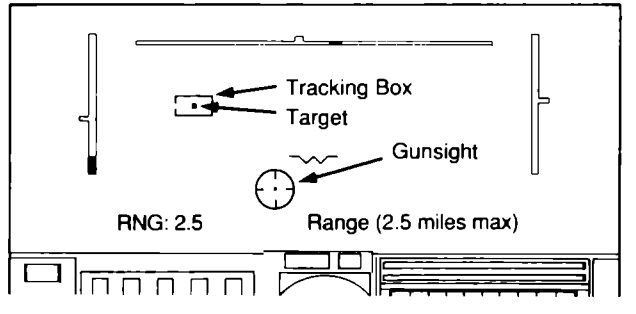 Tracking Box
Target
Gunsight
RNG: 2.5
Range (2.5 miles max)